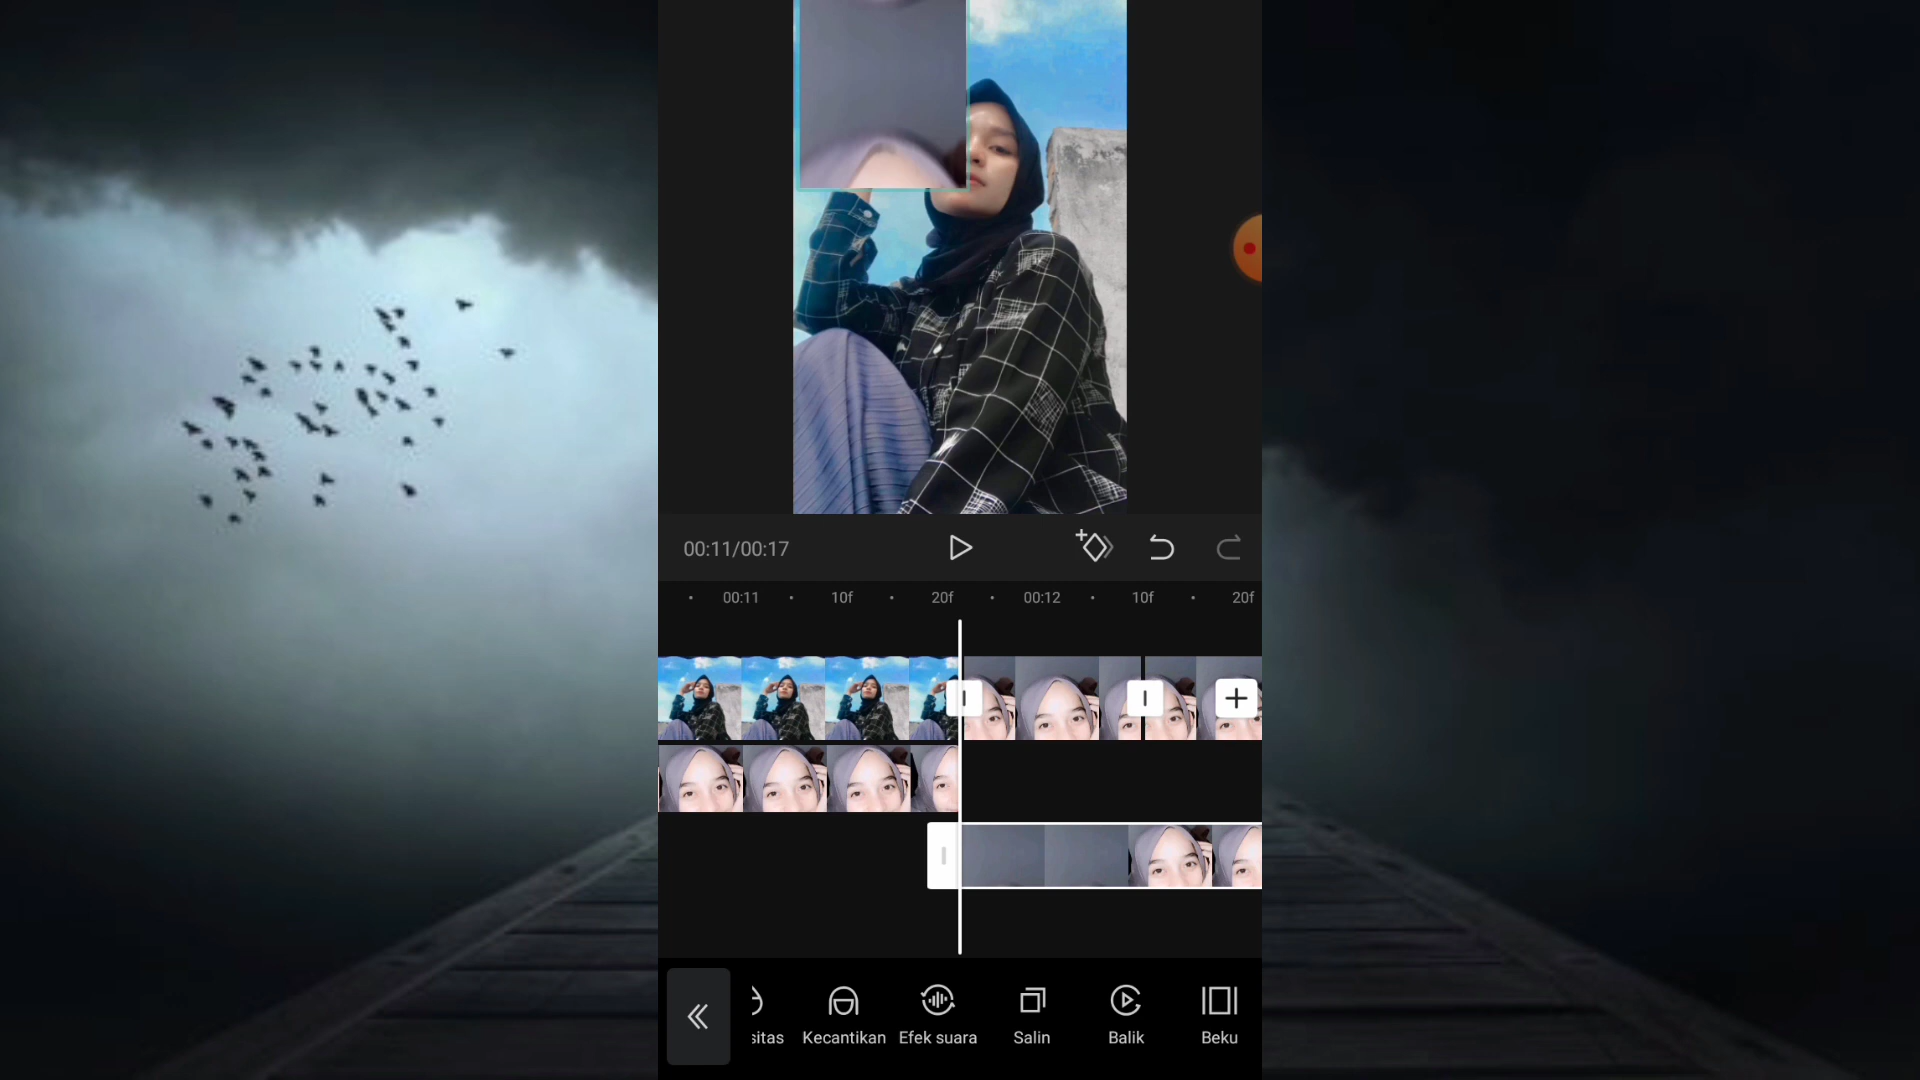 00:11/00:17
00:11 10f 20f 00:12 10f 20f
sitas Kecantikan Efek suara Salin Balik Beku